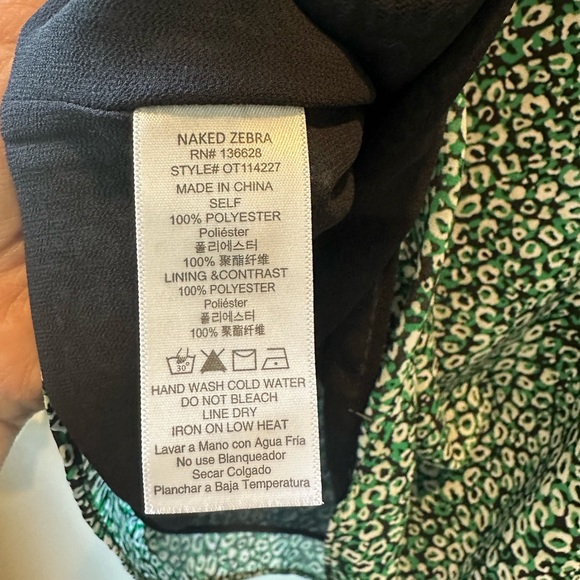 NAKED ZEBRA
RN# 136628
STYLE# OT114227
MADE IN CHINA
SELF
100% POLYESTER
Poliéster
폴리에스터
100% 聚酯纤维
LINING &CONTRAST
100% POLYESTER
Poliéster
폴리에스터
100% 聚酯纤维
30°
HAND WASH COLD WATER
DO NOT BLEACH
LINE DRY
IRON ON LOW HEAT
Lavar a Mano con Agua Fría
No use Blanqueador
Secar Colgado
Planchar a Baja Temperatura